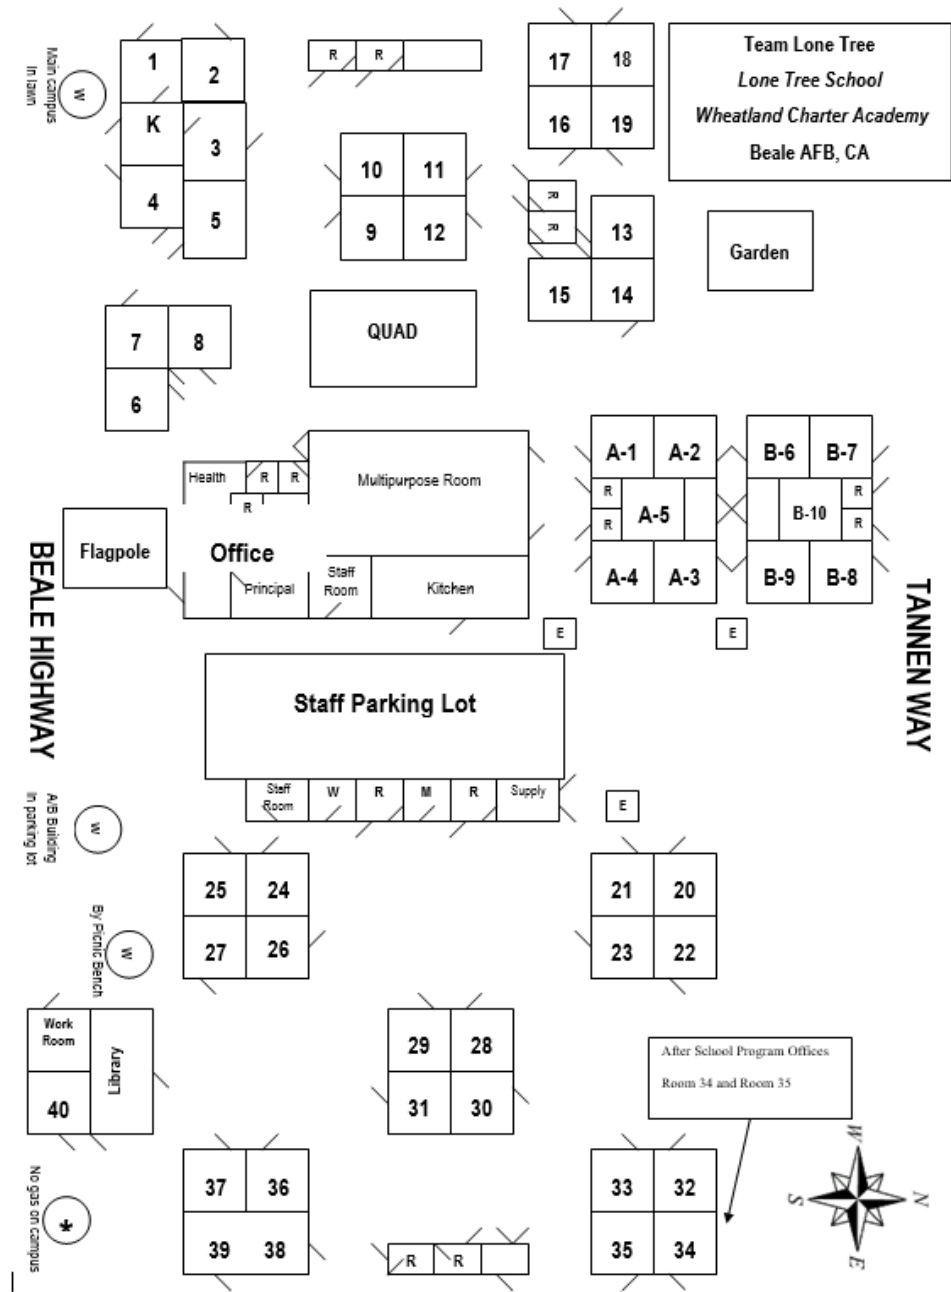 Team Lone Tree
Lone Tree School
Wheatland Charter Academy
Beale AFB, CA
Main campus
In lawn
W
1
2
K
3
4
5
R R
10 11
9 12
17 18
16 19
R
R
13
15 14
Garden
7 8
6
QUAD
Health
R R
R
Multipurpose Room
Office
Principal
Staff
Room
Kitchen
Flagpole
BEALE HIGHWAY
A-1 A-2
R
R
A-5
A-4 A-3
B-6 B-7
B-10
R
R
B-9 B-8
E
E
TANNEN WAY
Staff Parking Lot
Staff
Room
W
R
M
R
Supply
E
A/B Building
In parking lot
W
By Picnic Bench
W
25 24
27 26
21 20
23 22
Work
Room
Library
40
29 28
31 30
After School Program Offices
Room 34 and Room 35
No gas on campus
*
37 36
39 38
R R
33 32
35 34
W
N
S
E